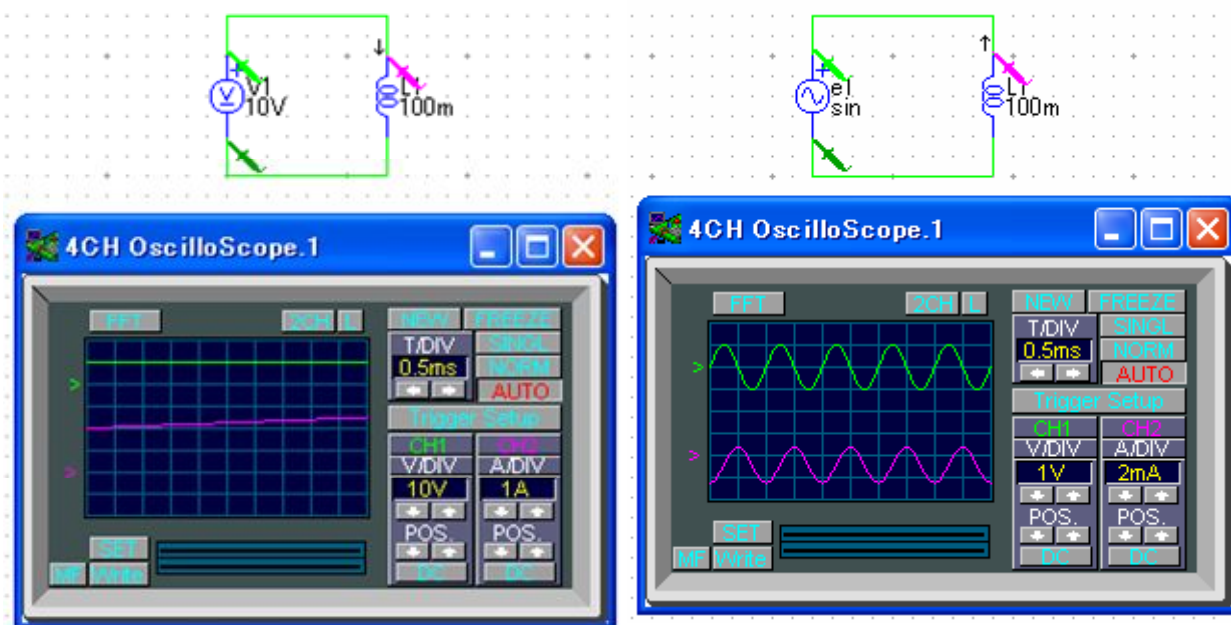 V1
10V
L1
100m
e1
sin
L1
100m
4CH OscilloScope.1
FFT
2CH L
NEW FREEZE
T/DIV
SINGL
0.5ms
NORM
AUTO
Trigger Setup
CH1 CH2
V/DIV A/DIV
10V 1A
POS. POS.
DC DC
SET
MF Write
4CH OscilloScope.1
FFT
2CH L
NEW FREEZE
T/DIV
SINGL
0.5ms
NORM
AUTO
Trigger Setup
CH1 CH2
V/DIV A/DIV
1V 2mA
POS. POS.
DC DC
SET
MF Write